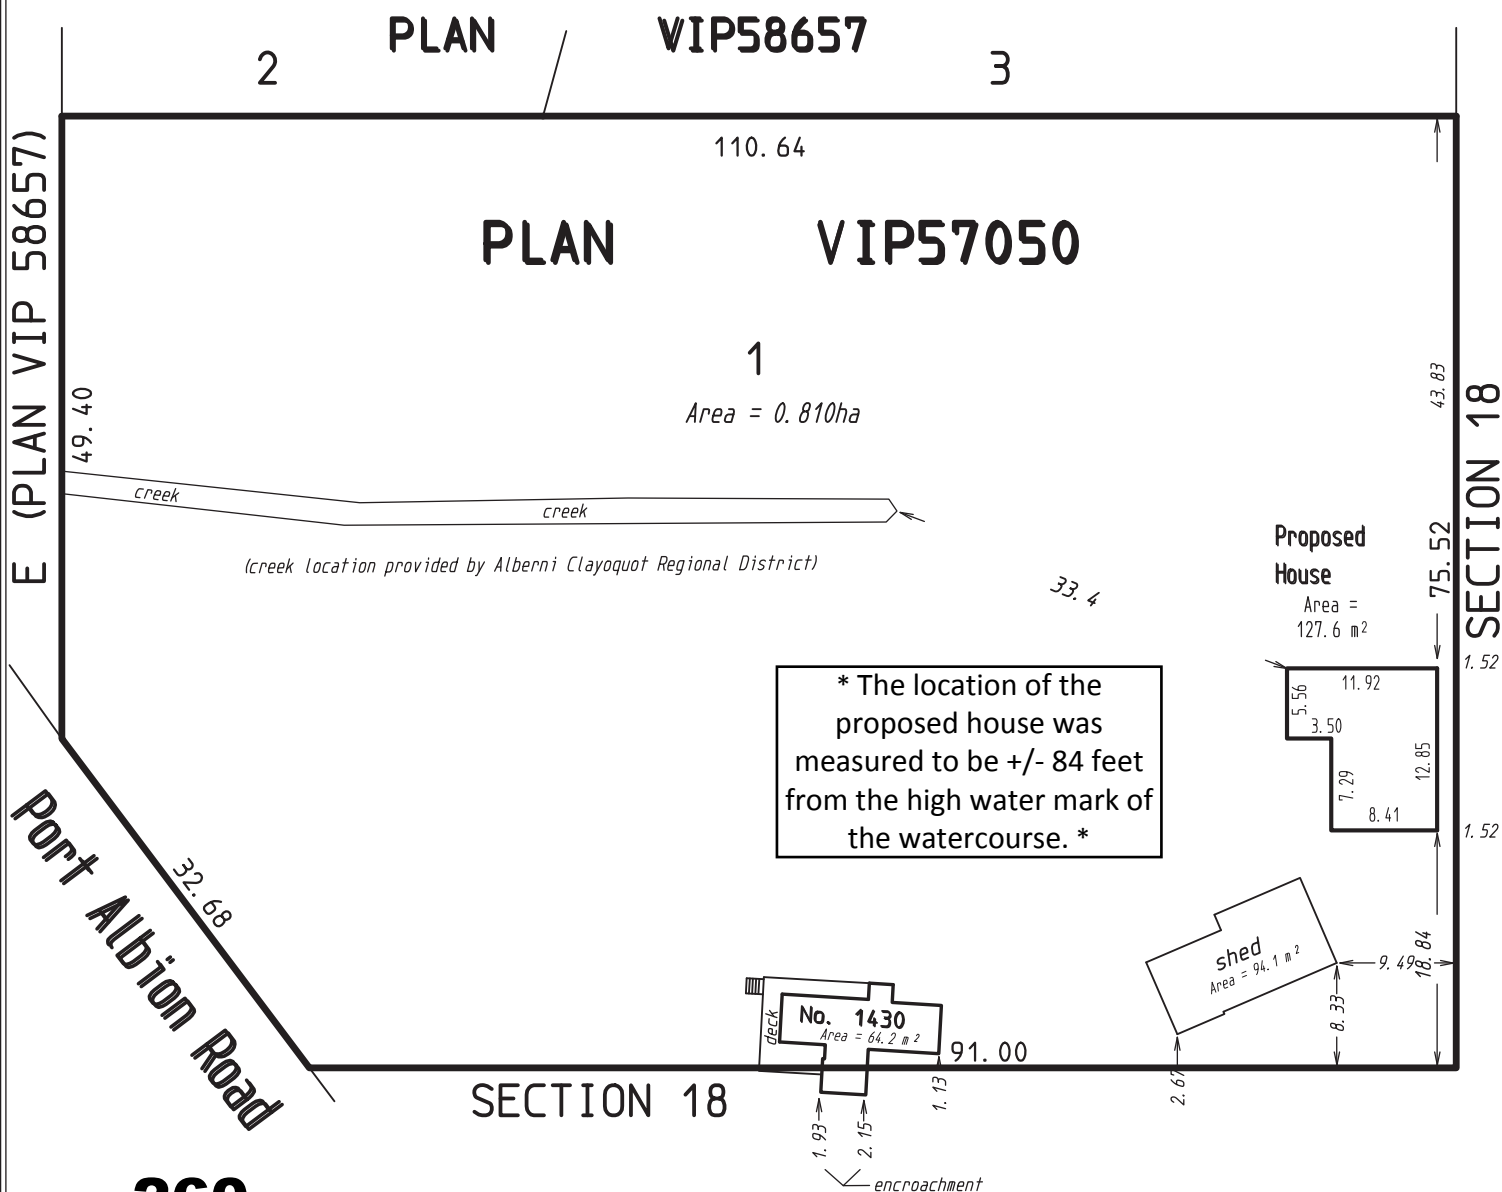 PLAN VIP58657
2 3
E (PLAN VIP 58657)
110.64
PLAN VIP57050
1
Area = 0.810ha
49.40
43.83
SECTION 18
75.52
creek
creek
(creek location provided by Alberni Clayoquot Regional District)
33.4
Proposed
House
Area =
127.6 m²
1.52
11.92
5.56
3.50
12.85
7.29
8.41
1.52
* The location of the
proposed house was
measured to be +/- 84 feet
from the high water mark of
the watercourse. *
Port Albion Road
32.68
shed
Area = 94.1 m²
9.49
18.84
8.33
2.67
deck
No. 1430
Area = 64.2 m²
91.00
1.13
SECTION 18
1.93
2.15
encroachment